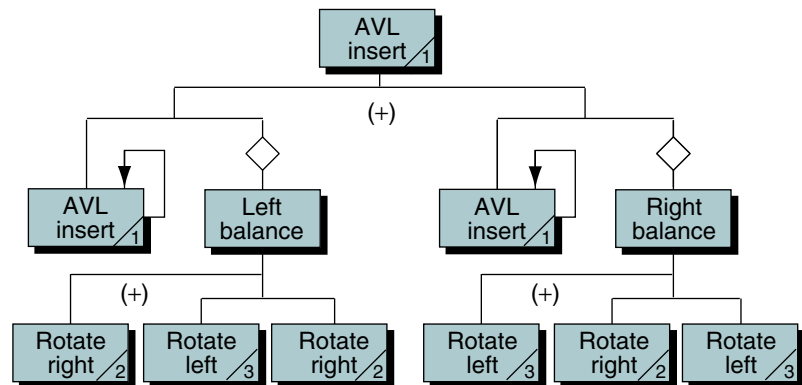 AVL
insert
1
(+)
AVL
insert
1
Left
balance
AVL
insert
1
Right
balance
(+)
(+)
Rotate
right
2
Rotate
left
3
Rotate
right
2
Rotate
left
3
Rotate
right
2
Rotate
left
3